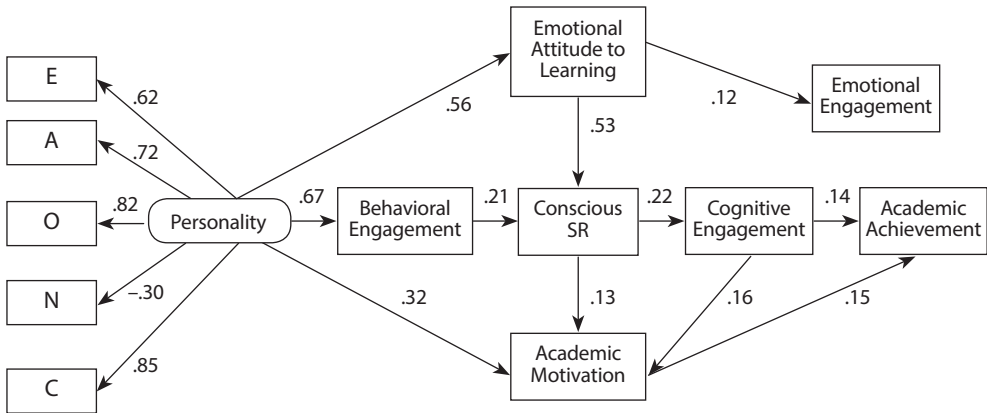 Emotional
Attitude to
Learning
E
.62
.56
.12
Emotional
Engagement
A
.72
.53
O
.82
Personality
.67
Behavioral
Engagement
.21
Conscious
SR
.22
Cognitive
Engagement
.14
Academic
Achievement
N
–.30
.32
.13
.16
.15
C
.85
Academic
Motivation